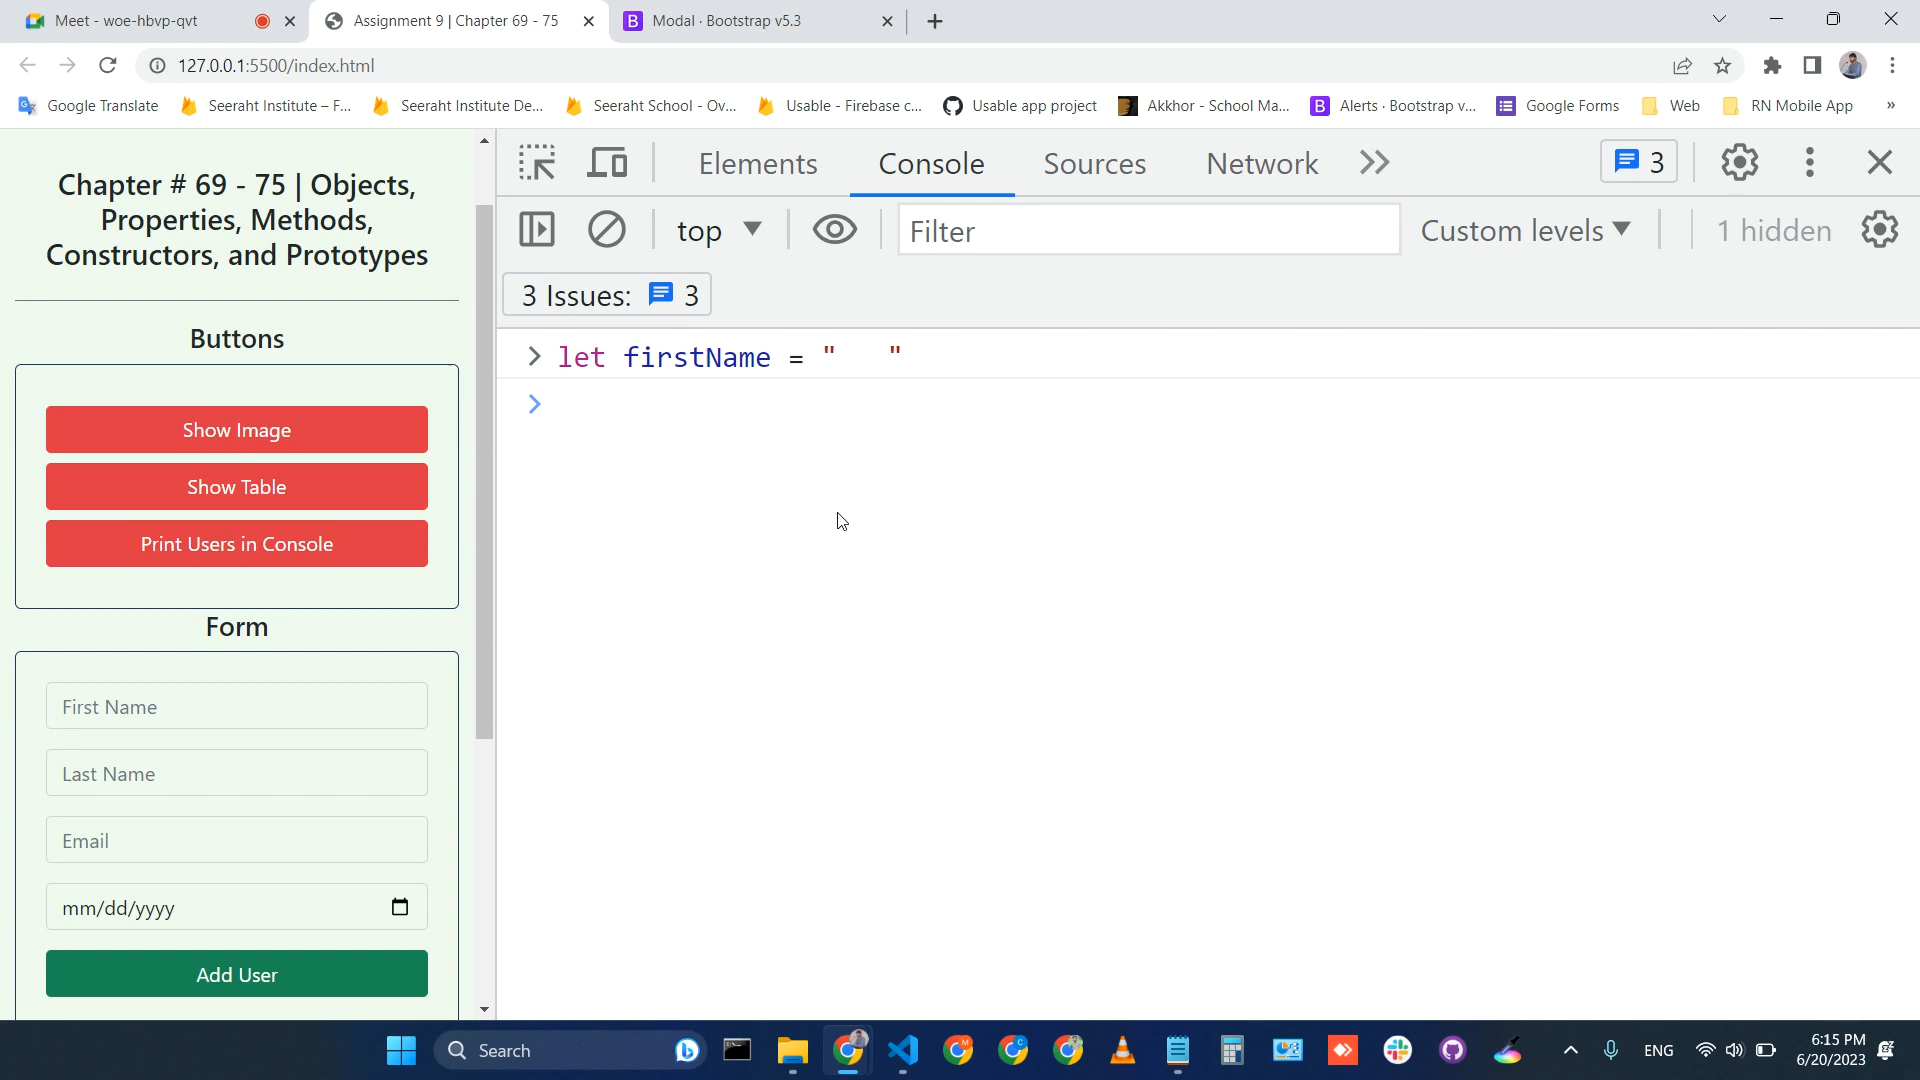 Meet - woe-hbvp-qvt
Assignment 9 | Chapter 69 - 75
B Modal · Bootstrap v5.3
127.0.0.1:5500/index.html
Google Translate
Seeraht Institute – F...
Seeraht Institute De...
Seeraht School - Ov...
Usable - Firebase c...
Usable app project
Akkhor - School Ma...
B Alerts · Bootstrap v...
Google Forms
Web
RN Mobile App
»
Chapter # 69 - 75 | Objects,
Properties, Methods,
Constructors, and Prototypes
Buttons
Show Image
Show Table
Print Users in Console
Form
First Name
Last Name
Email
mm/dd/yyyy
Add User
Elements
Console
Sources
Network
3
top
Filter
Custom levels
1 hidden
3 Issues: 3
let firstName = "   "
Search
ENG
6:15 PM
6/20/2023